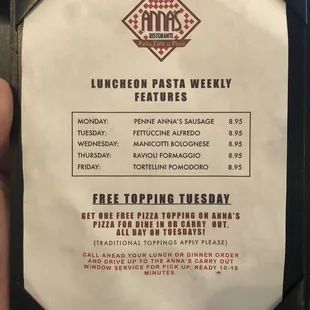 ANNA'S
RISTORANTE
LUNCHEON PASTA WEEKLY
FEATURES
MONDAY: PENNE ANNA'S SAUSAGE 8.95
TUESDAY: FETTUCCINE ALFREDO 8.95
WEDNESDAY: MANICOTTI BOLOGNESE 8.95
THURSDAY: RAVIOLI FORMAGGIO 8.95
FRIDAY: TORTELLINI POMODORO 8.95
FREE TOPPING TUESDAY
GET ONE FREE PIZZA TOPPING ON ANNA'S
PIZZA FOR DINE IN OR CARRY OUT.
ALL DAY ON TUESDAYS!
(TRADITIONAL TOPPINGS APPLY PLEASE)
CALL AHEAD YOUR LUNCH OR DINNER ORDER
AND DRIVE UP TO THE ANNA'S CARRY OUT
WINDOW SERVICE FOR PICK UP, READY 10-15
MINUTES.